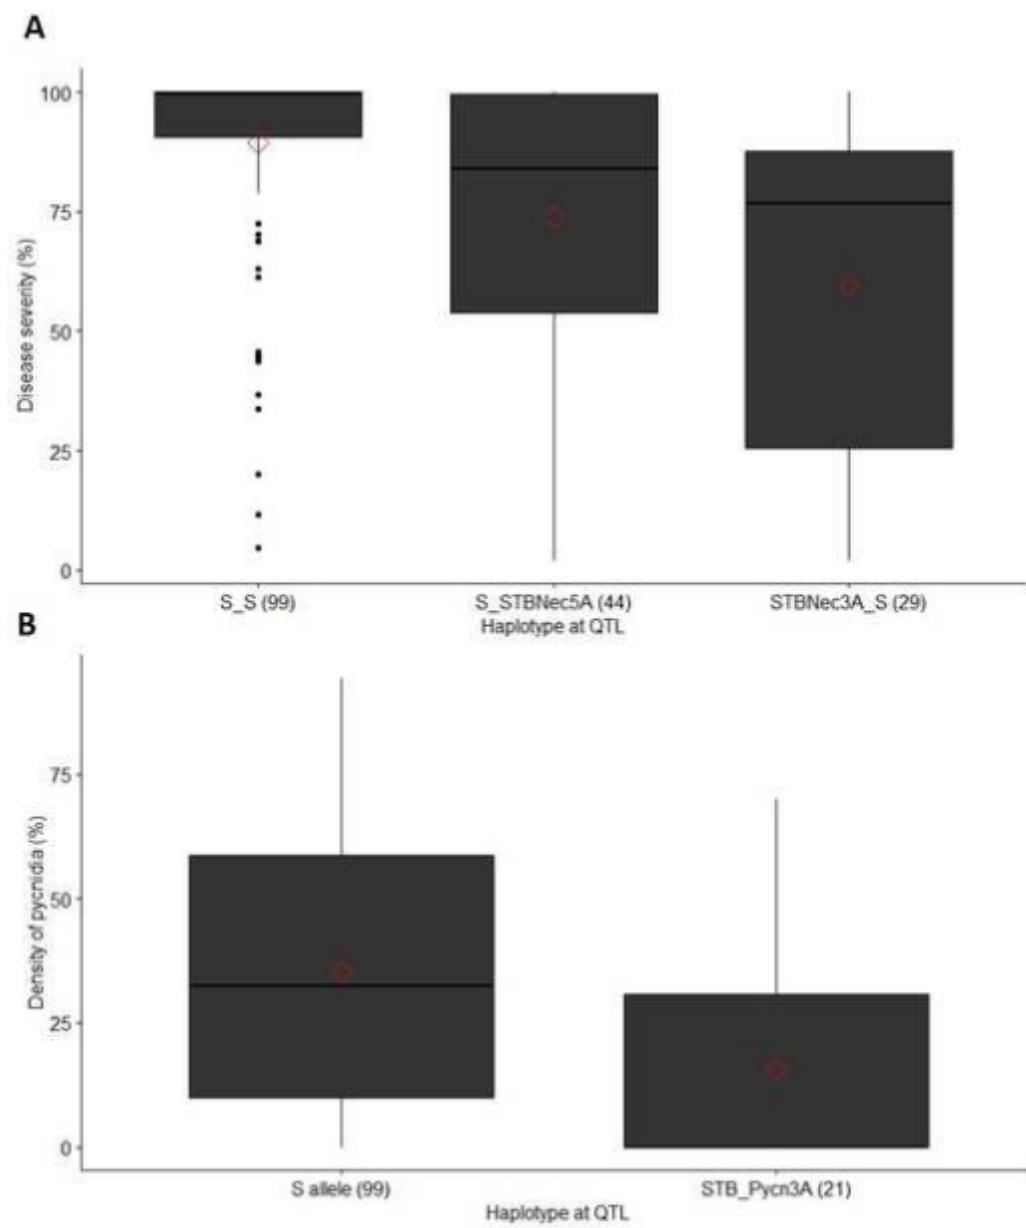 A
Disease severity (%)
100
75
50
25
0
S_S (99)
S_STBNec5A (44)
STBNec3A_S (29)
Haplotype at QTL
B
Density of pycnidia (%)
75
50
25
0
S allele (99)
STB_Pycn3A (21)
Haplotype at QTL